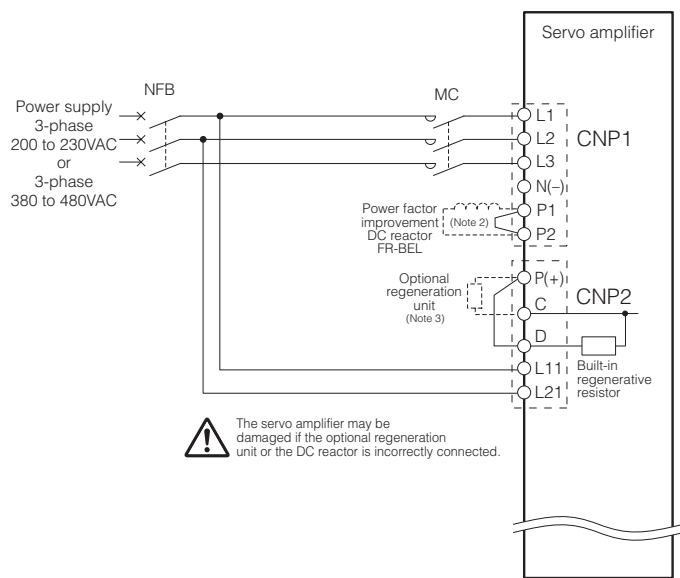 Servo amplifier
NFB
MC
Power supply
3-phase
200 to 230VAC
or
3-phase
380 to 480VAC
L1
L2
L3
N(−)
P1
P2
CNP1
Power factor
improvement
DC reactor
FR-BEL
(Note 2)
Optional
regeneration
unit
(Note 3)
P(+)
C
D
L11
L21
CNP2
Built-in
regenerative
resistor
The servo amplifier may be
damaged if the optional regeneration
unit or the DC reactor is incorrectly connected.